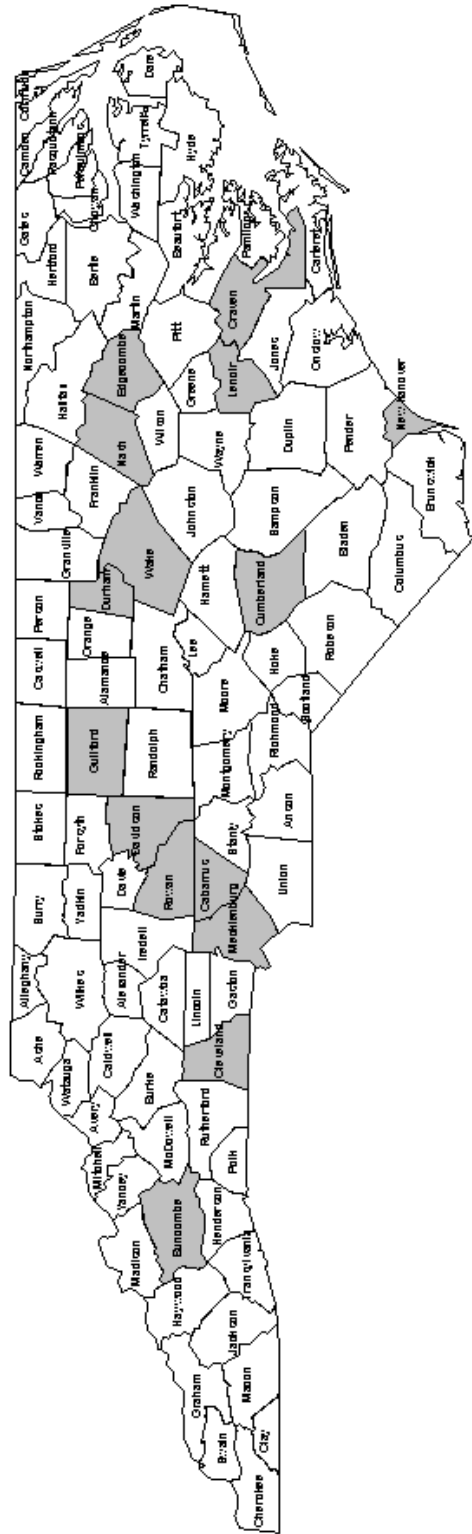 Cherokee
Clay
Swain
Graham
Macon
Jackson
Haywood
Transylvania
Madison
Buncombe
Henderson
Yancey
Mitchell
Avery
McDowell
Polk
Rutherford
Burke
Caldwell
Watauga
Ashe
Cleveland
Lincoln
Gaston
Catawba
Alexander
Wilkes
Alleghany
Iredell
Surry
Yadkin
Davie
Rowan
Cabarrus
Mecklenburg
Union
Stanly
Anson
Davidson
Forsyth
Stokes
Rockingham
Guilford
Randolph
Montgomery
Richmond
Scotland
Hoke
Moore
Chatham
Lee
Alamance
Caswell
Orange
Person
Durham
Granville
Wake
Harnett
Cumberland
Robeson
Bladen
Columbus
Brunswick
New Hanover
Pender
Sampson
Duplin
Johnston
Wayne
Wilson
Nash
Franklin
Vance
Warren
Halifax
Northampton
Edgecombe
Greene
Lenoir
Jones
Onslow
Craven
Pitt
Martin
Bertie
Hertford
Gates
Beaufort
Pamlico
Carteret
Washington
Tyrrell
Hyde
Dare
Chowan
Perquimans
Pasquotank
Camden
Currituck